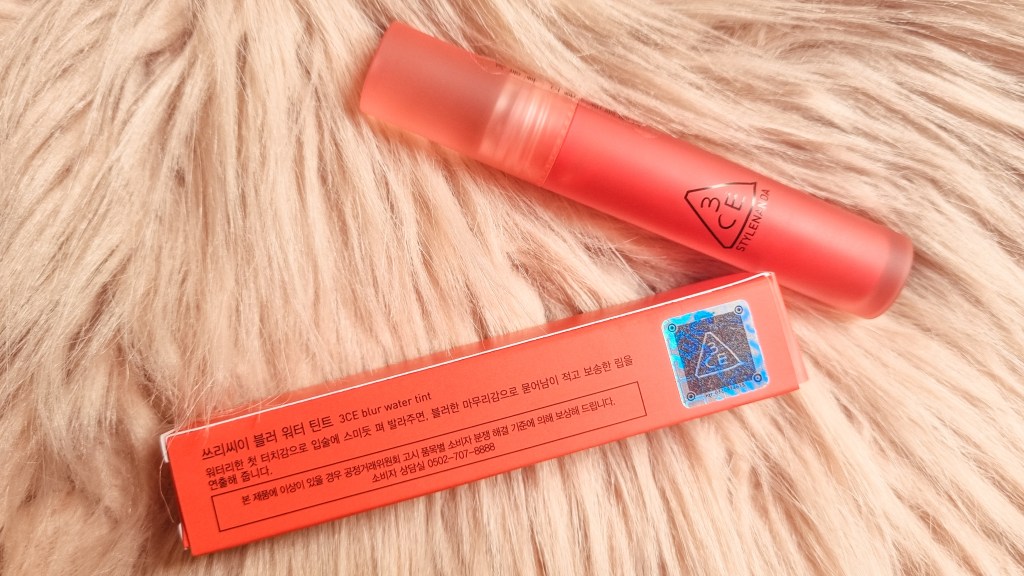 3CE
STYLENANDA
3CE
쓰리씨이 블러 워터 틴트 3CE blur water tint
워터리한 첫 터치감으로 입술에 스미듯 펴 발라주면, 블러한 마무리감으로 묻어남이 적고 보송한 립을
연출해 줍니다.
본 제품에 이상이 있을 경우 공정거래위원회 고시 품목별 소비자 분쟁 해결 기준에 의해 보상해 드립니다.
소비자 상담실 0502-707-8888